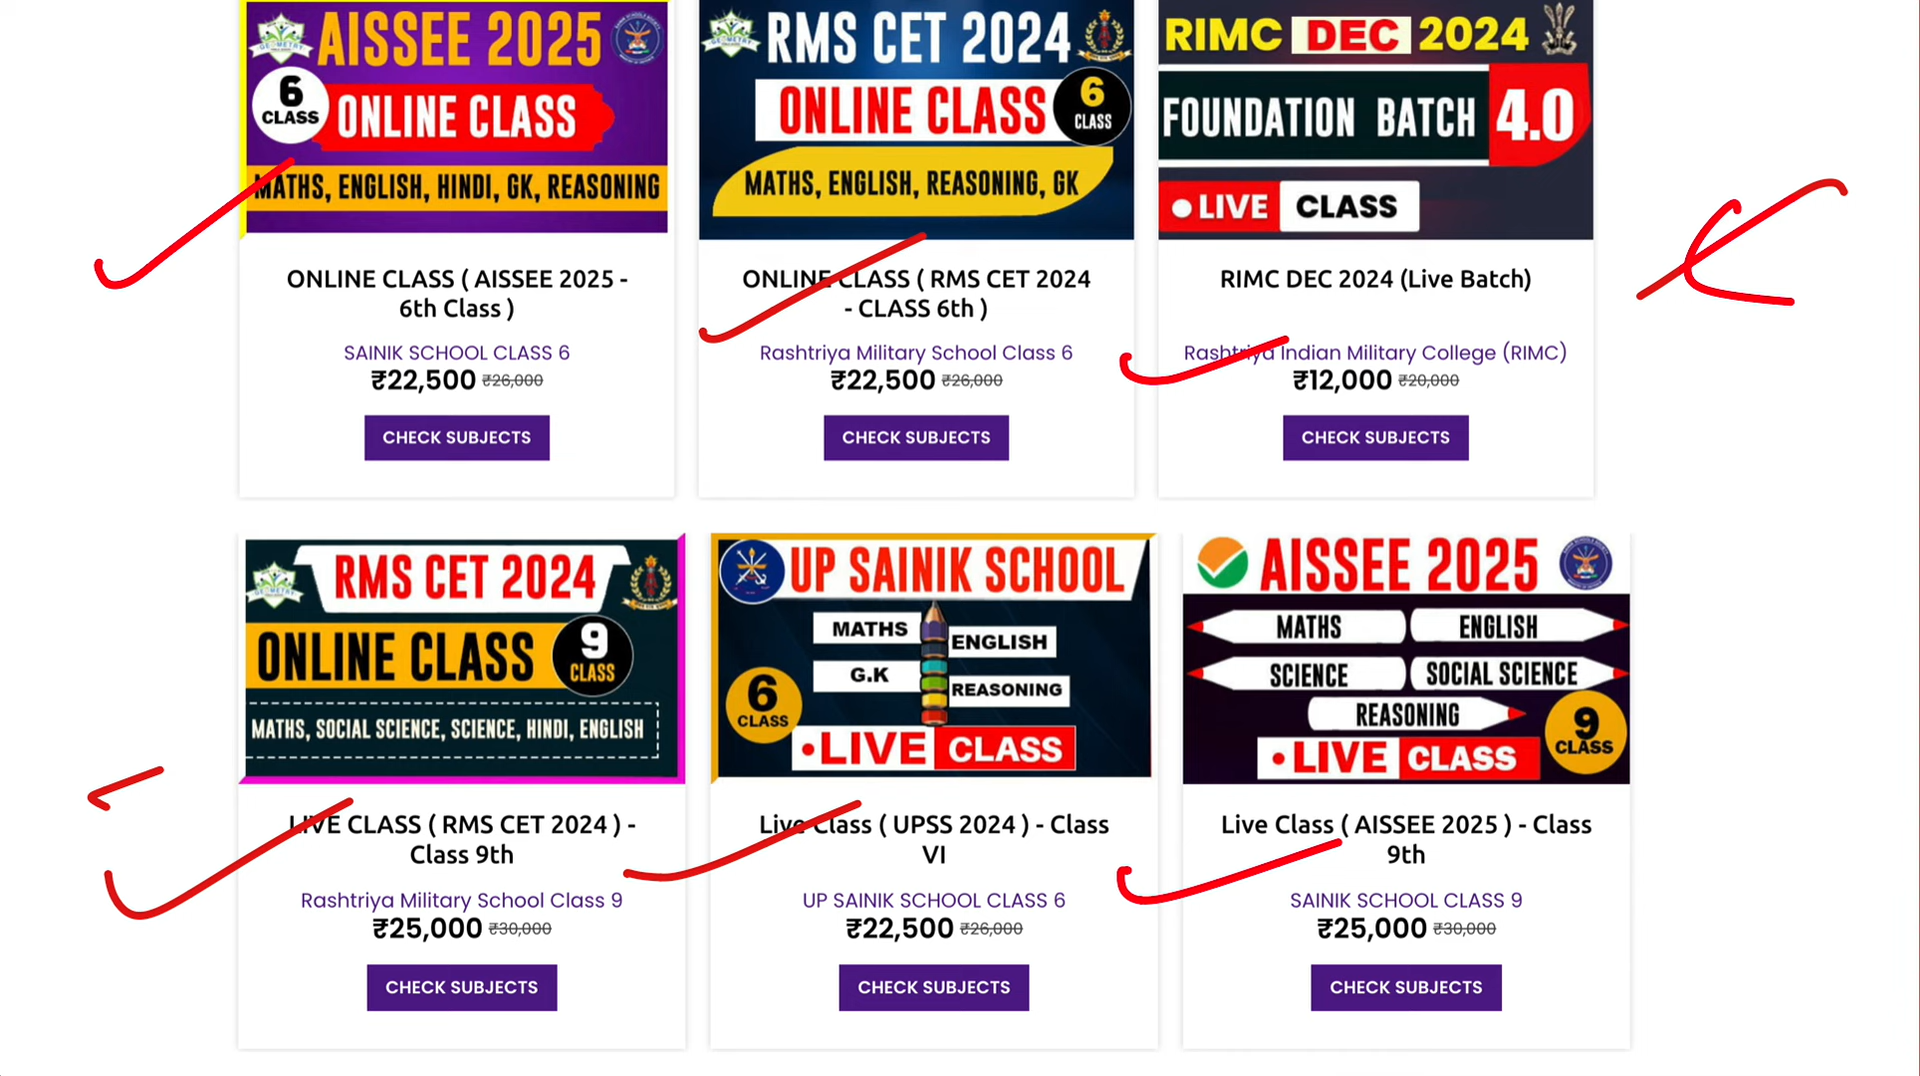 AISSEE 2025
6
CLASS
ONLINE CLASS
MATHS, ENGLISH, HINDI, GK, REASONING
ONLINE CLASS ( AISSEE 2025 -
6th Class )
SAINIK SCHOOL CLASS 6
₹22,500 ₹26,000
CHECK SUBJECTS
RMS CET 2024
ONLINE CLASS
6
CLASS
MATHS, ENGLISH, REASONING, GK
ONLINE CLASS ( RMS CET 2024
- CLASS 6th )
Rashtriya Military School Class 6
₹22,500 ₹26,000
CHECK SUBJECTS
RIMC DEC 2024
FOUNDATION BATCH 4.0
LIVE CLASS
RIMC DEC 2024 (Live Batch)
Rashtriya Indian Military College (RIMC)
₹12,000 ₹20,000
CHECK SUBJECTS
RMS CET 2024
ONLINE CLASS
9
CLASS
MATHS, SOCIAL SCIENCE, SCIENCE, HINDI, ENGLISH
LIVE CLASS ( RMS CET 2024 ) -
Class 9th
Rashtriya Military School Class 9
₹25,000 ₹30,000
CHECK SUBJECTS
UP SAINIK SCHOOL
MATHS
ENGLISH
G.K
REASONING
6
CLASS
LIVE CLASS
Live Class ( UPSS 2024 ) - Class
VI
UP SAINIK SCHOOL CLASS 6
₹22,500 ₹26,000
CHECK SUBJECTS
AISSEE 2025
MATHS
ENGLISH
SCIENCE
SOCIAL SCIENCE
REASONING
9
CLASS
LIVE CLASS
Live Class ( AISSEE 2025 ) - Class
9th
SAINIK SCHOOL CLASS 9
₹25,000 ₹30,000
CHECK SUBJECTS